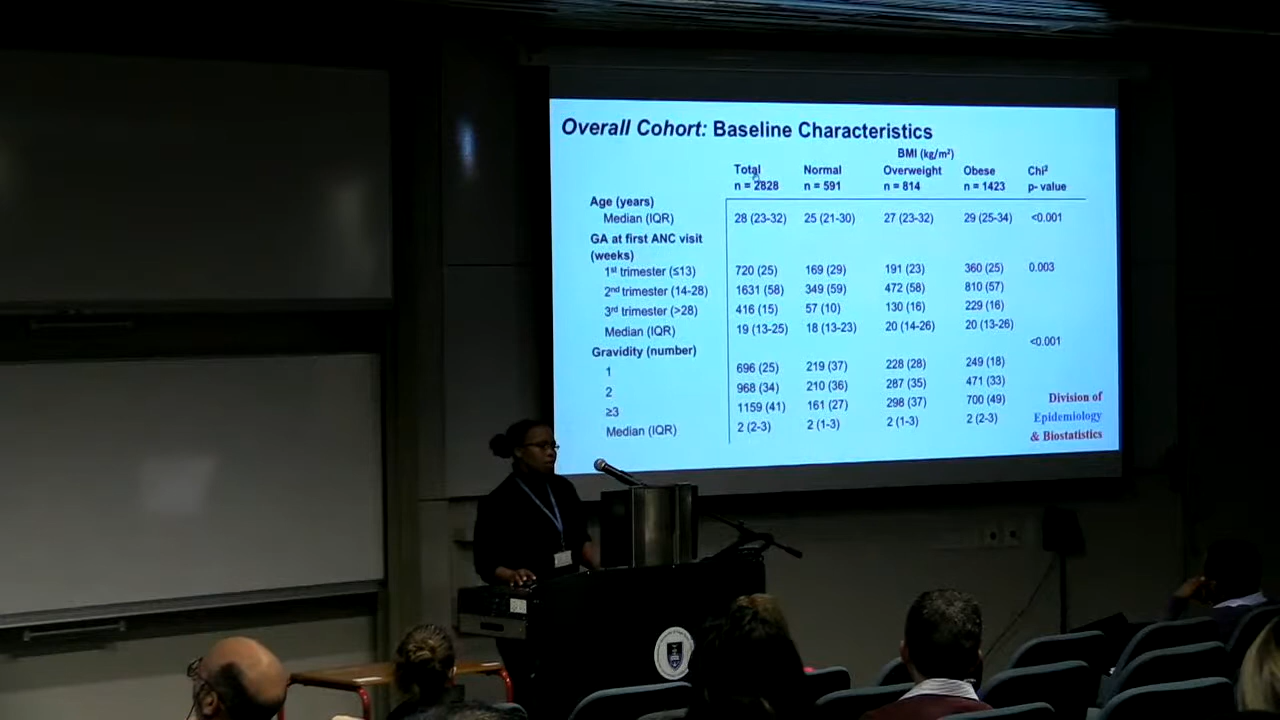 Overall Cohort: Baseline Characteristics
BMI (kg/m²)
Total Normal Overweight Obese Chi²
n = 2828 n = 591 n = 814 n = 1423 p- value
Age (years)
Median (IQR) 28 (23-32) 25 (21-30) 27 (23-32) 29 (25-34) <0.001
GA at first ANC visit
(weeks)
1st trimester (≤13) 720 (25) 169 (29) 191 (23) 360 (25) 0.003
2nd trimester (14-28) 1631 (58) 349 (59) 472 (58) 810 (57)
3rd trimester (>28) 416 (15) 57 (10) 130 (16) 229 (16)
Median (IQR) 19 (13-25) 18 (13-23) 20 (14-26) 20 (13-26)
<0.001
Gravidity (number)
1 696 (25) 219 (37) 228 (28) 249 (18)
2 968 (34) 210 (36) 287 (35) 471 (33)
≥3 1159 (41) 161 (27) 298 (37) 700 (49)
Median (IQR) 2 (2-3) 2 (1-3) 2 (1-3) 2 (2-3)
Division of
Epidemiology
& Biostatistics